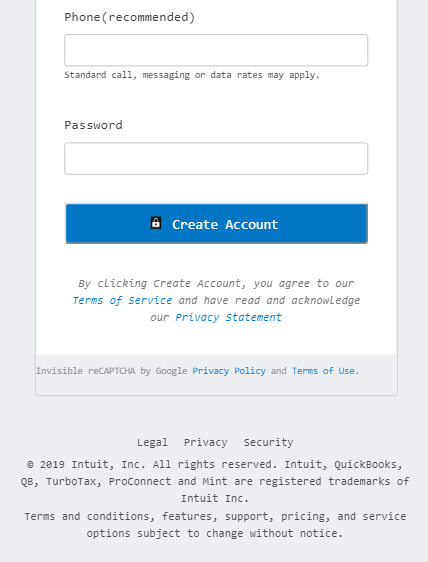 Phone(recommended)
Standard call, messaging or data rates may apply.
Password
Create Account
By clicking Create Account, you agree to our
Terms of Service and have read and acknowledge
our Privacy Statement
Invisible reCAPTCHA by Google Privacy Policy and Terms of Use.
Legal Privacy Security
© 2019 Intuit, Inc. All rights reserved. Intuit, QuickBooks,
QB, TurboTax, ProConnect and Mint are registered trademarks of
Intuit Inc.
Terms and conditions, features, support, pricing, and service
options subject to change without notice.